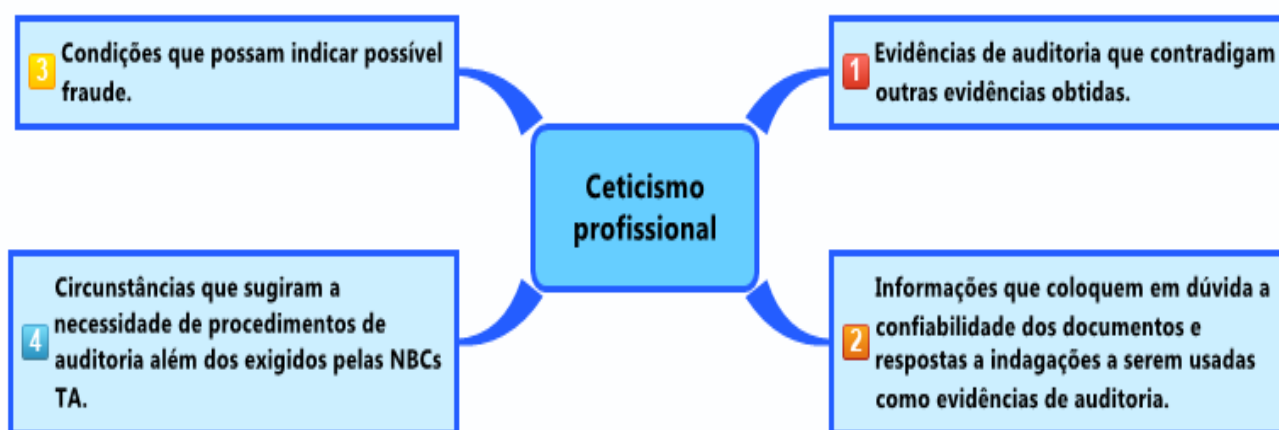 Ceticismo
profissional
1
Evidências de auditoria que contradigam
outras evidências obtidas.
2
Informações que coloquem em dúvida a
confiabilidade dos documentos e
respostas a indagações a serem usadas
como evidências de auditoria.
3
Condições que possam indicar possível
fraude.
4
Circunstâncias que sugiram a
necessidade de procedimentos de
auditoria além dos exigidos pelas NBCs
TA.